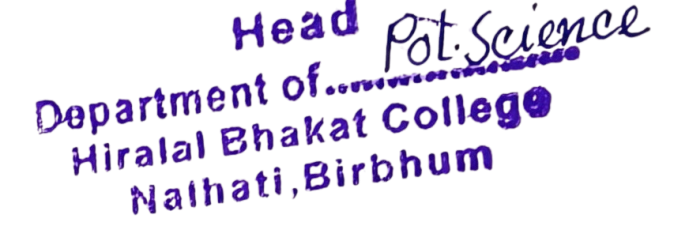 Head
Department of.......Pol. Science
Hiralal Bhakat College
Nalhati, Birbhum